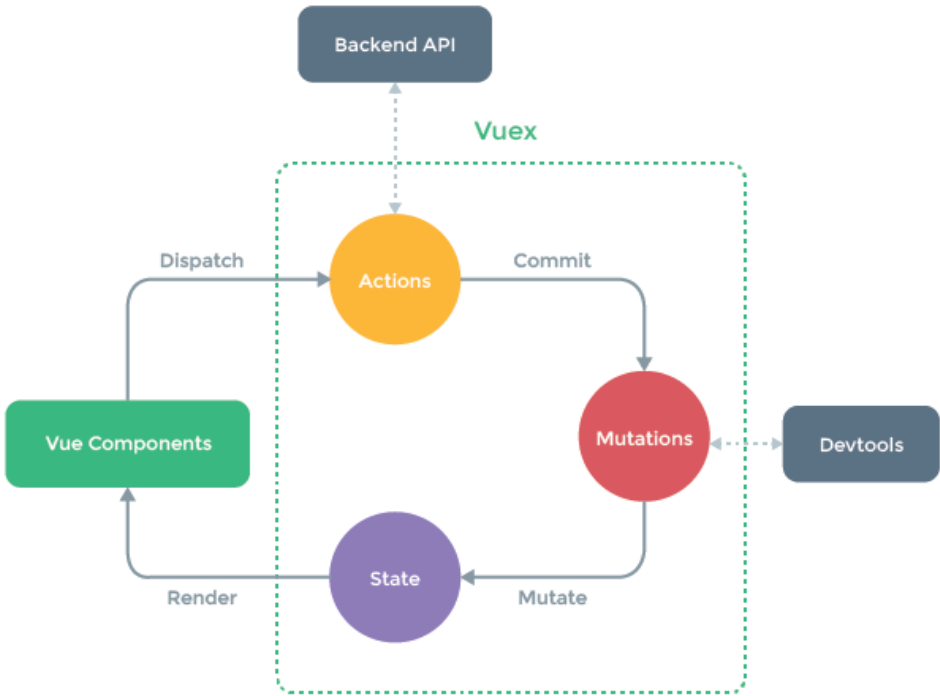 Backend API
Vuex
Dispatch
Commit
Actions
Vue Components
Mutations
Devtools
State
Render
Mutate